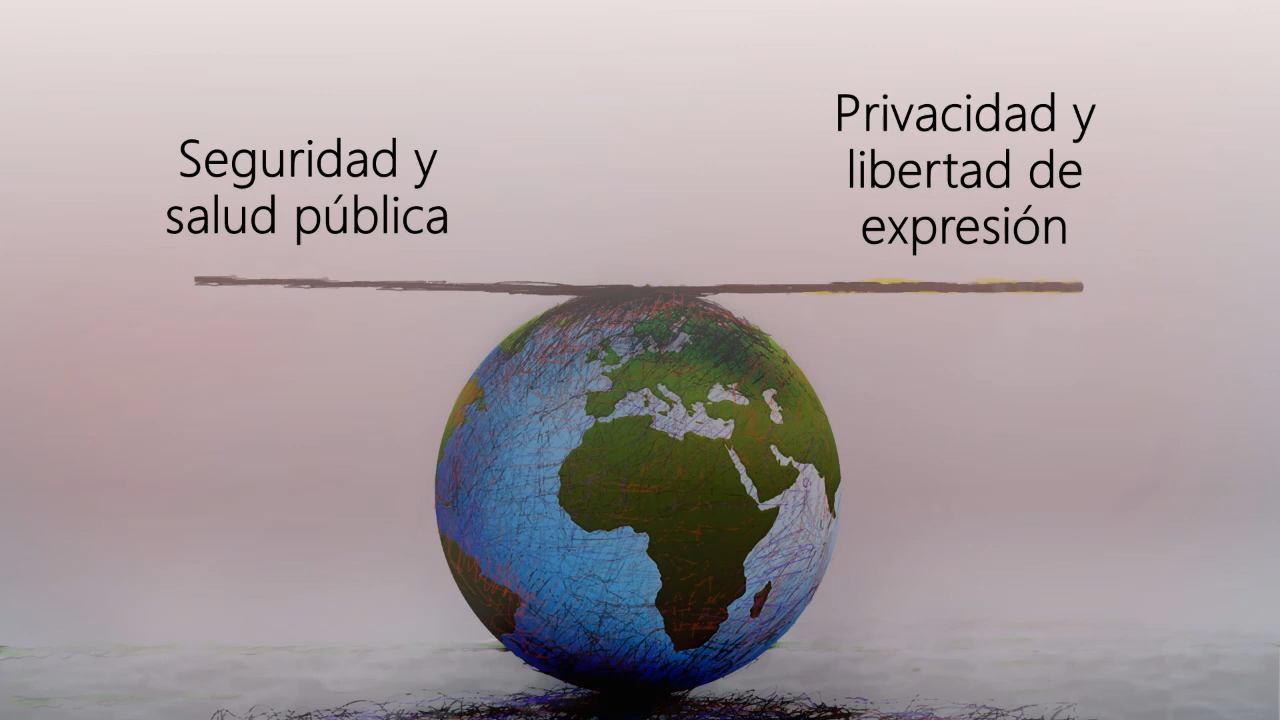 Seguridad y
salud pública
Privacidad y
libertad de
expresión